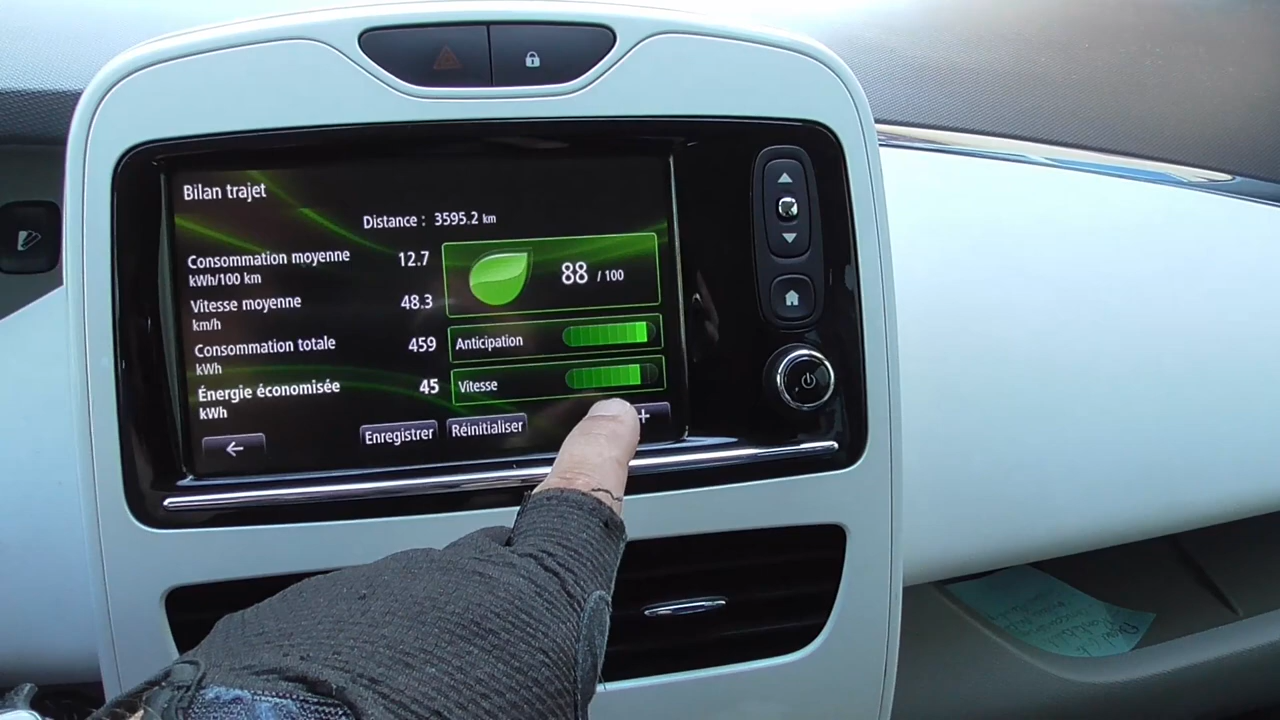 Bilan trajet
Distance : 3595.2 km
Consommation moyenne 12.7
kWh/100 km
88 / 100
Vitesse moyenne 48.3
km/h
Consommation totale 459
kWh
Anticipation
Énergie économisée 45
kWh
Vitesse
Enregistrer
Réinitialiser
+